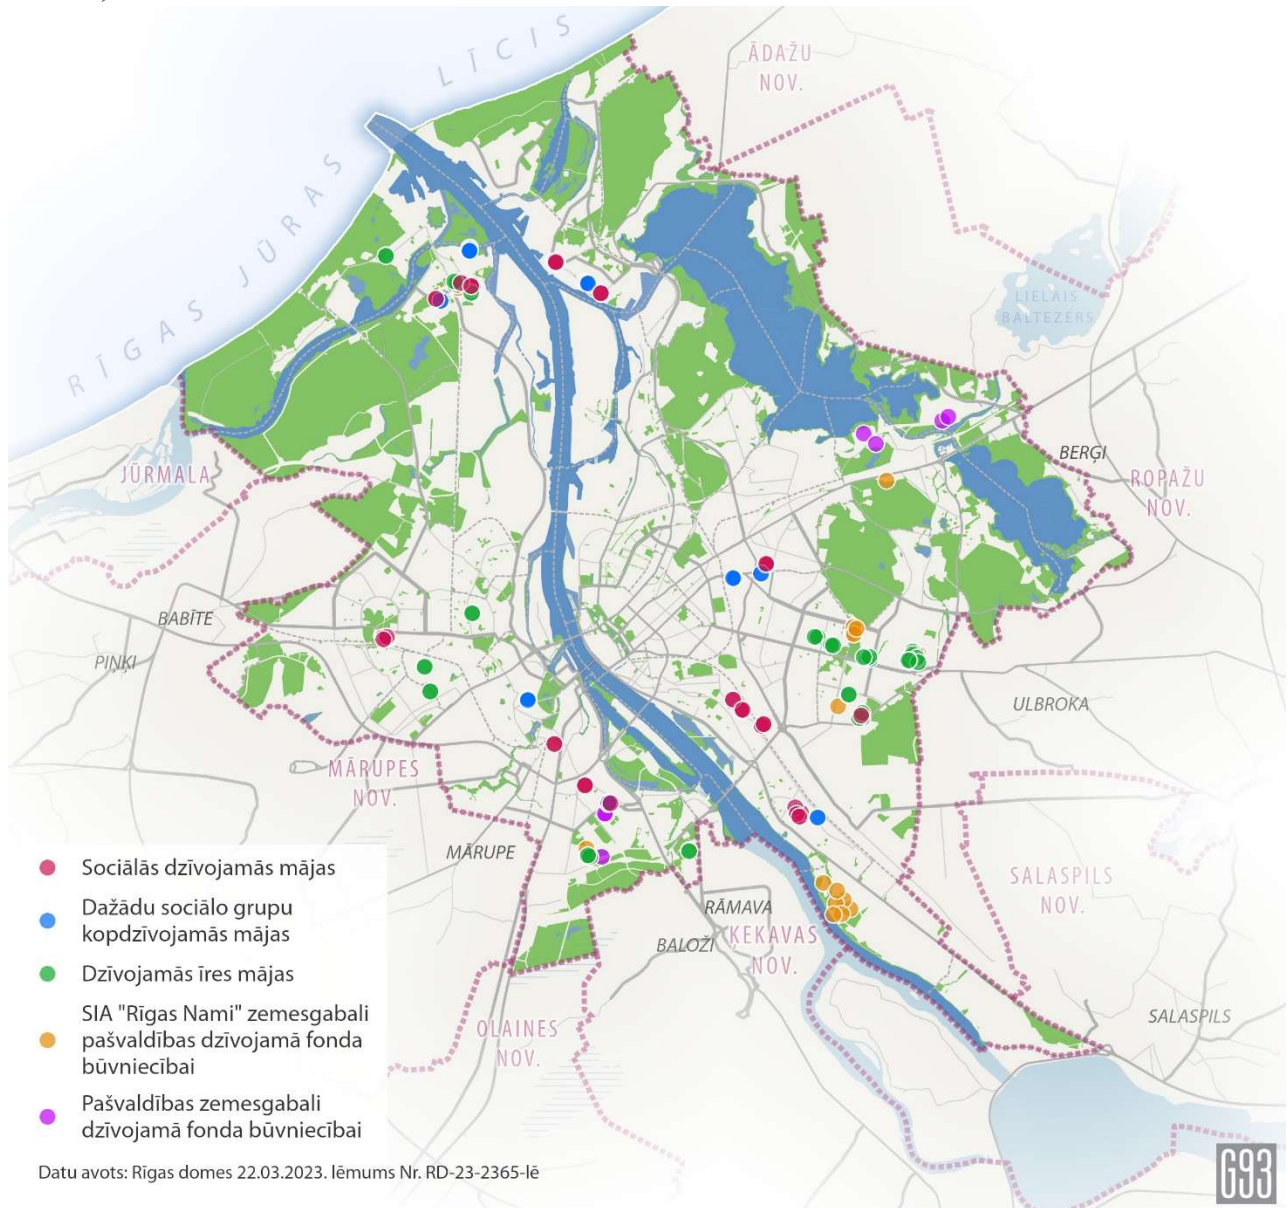 RĪGAS JŪRAS LĪCIS
ĀDAŽU
NOV.
LIELAIS
BALTEZERS
BERĢI
JŪRMALA
ROPAŽU
NOV.
BABĪTE
PIŅĶI
ULBROKA
MĀRUPES
NOV.
MĀRUPE
SALASPILS
NOV.
RĀMAVA
BALOŽI
ĶEKAVAS
NOV.
OLAINES
NOV.
SALASPILS
Sociālās dzīvojamās mājas
Dažādu sociālo grupu
kopdzīvojamās mājas
Dzīvojamās īres mājas
SIA "Rīgas Nami" zemesgabali
pašvaldības dzīvojamā fonda
būvniecībai
Pašvaldības zemesgabali
dzīvojamā fonda būvniecībai
Datu avots: Rīgas domes 22.03.2023. lēmums Nr. RD-23-2365-lē
G93